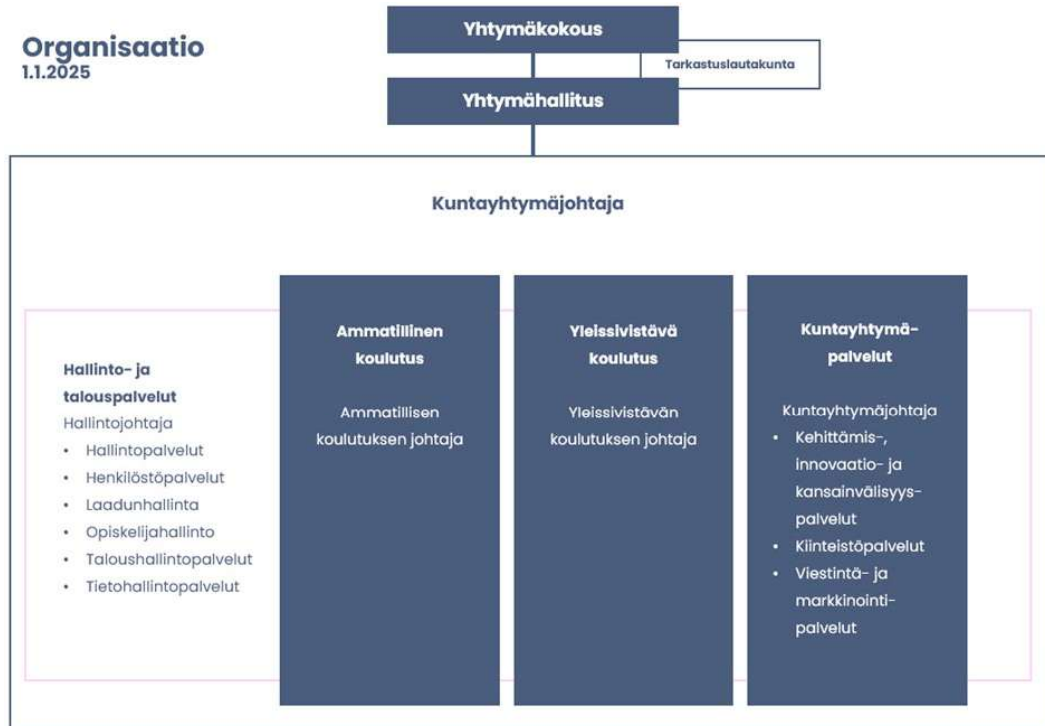 Organisaatio
1.1.2025
Yhtymäkokous
Tarkastuslautakunta
Yhtymähallitus
Kuntayhtymäjohtaja
Hallinto- ja
talouspalvelut
Hallintojohtaja
• Hallintopalvelut
• Henkilöstöpalvelut
• Laadunhallinta
• Opiskelijahallinto
• Taloushallintopalvelut
• Tietohallintopalvelut
Ammatillinen
koulutus
Ammatillisen
koulutuksen johtaja
Yleissivistävä
koulutus
Yleissivistävän
koulutuksen johtaja
Kuntayhtymä-
palvelut
Kuntayhtymäjohtaja
• Kehittämis-,
innovaatio- ja
kansainvälisyys-
palvelut
• Kiinteistöpalvelut
• Viestintä- ja
markkinointi-
palvelut